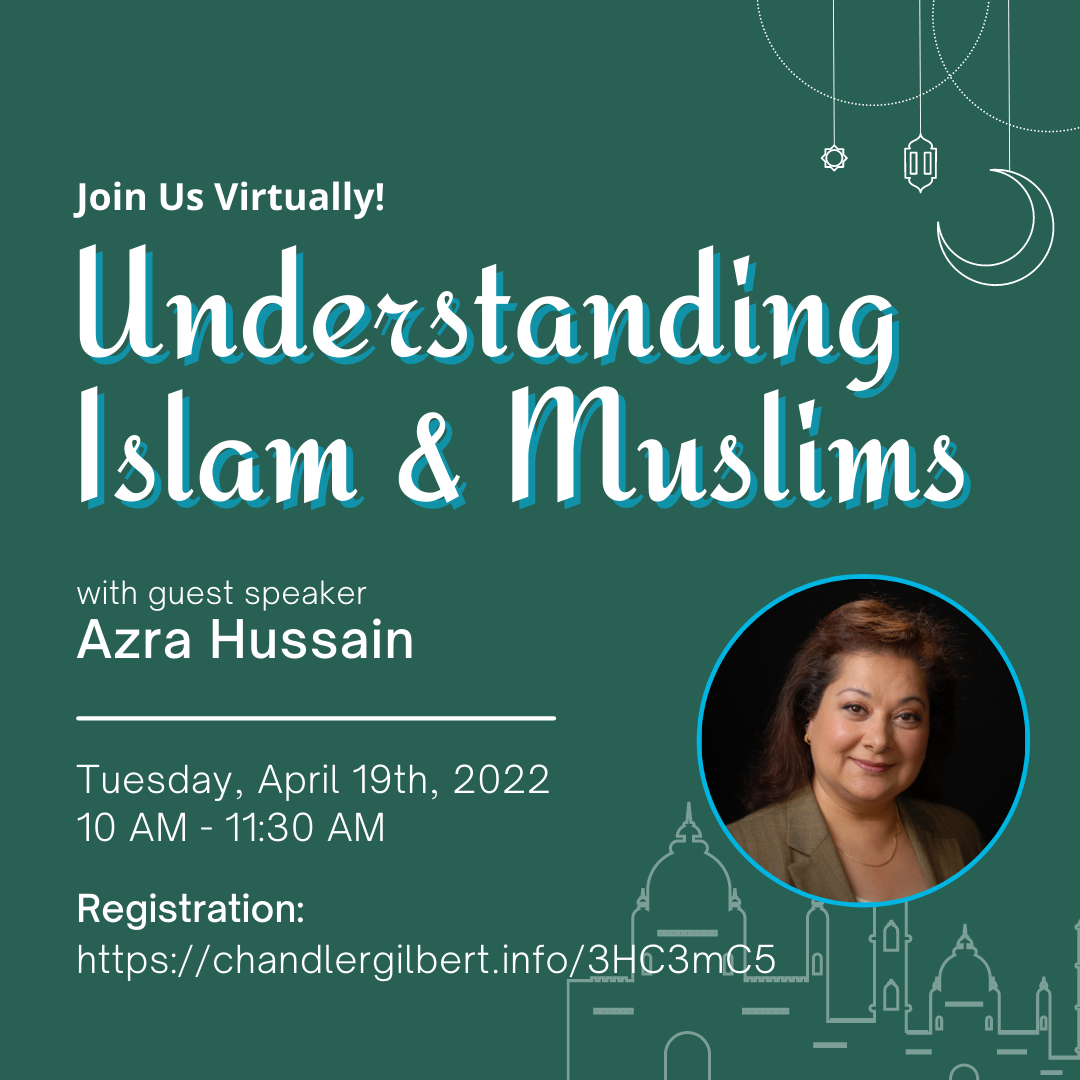 Join Us Virtually!
Understanding
Islam & Muslims
with guest speaker
Azra Hussain
Tuesday, April 19th, 2022
10 AM - 11:30 AM
Registration:
https://chandlergilbert.info/3HC3mC5